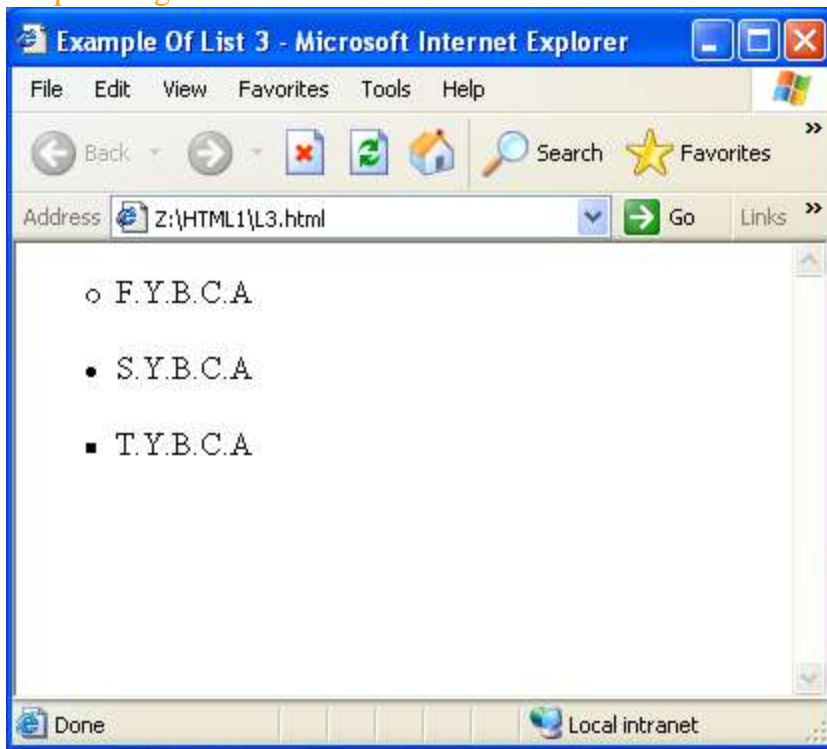 Example Of List 3 - Microsoft Internet Explorer
File Edit View Favorites Tools Help
Back Search Favorites »
Address Z:\HTML1\L3.html Go Links »
F.Y.B.C.A
S.Y.B.C.A
T.Y.B.C.A
Done Local intranet